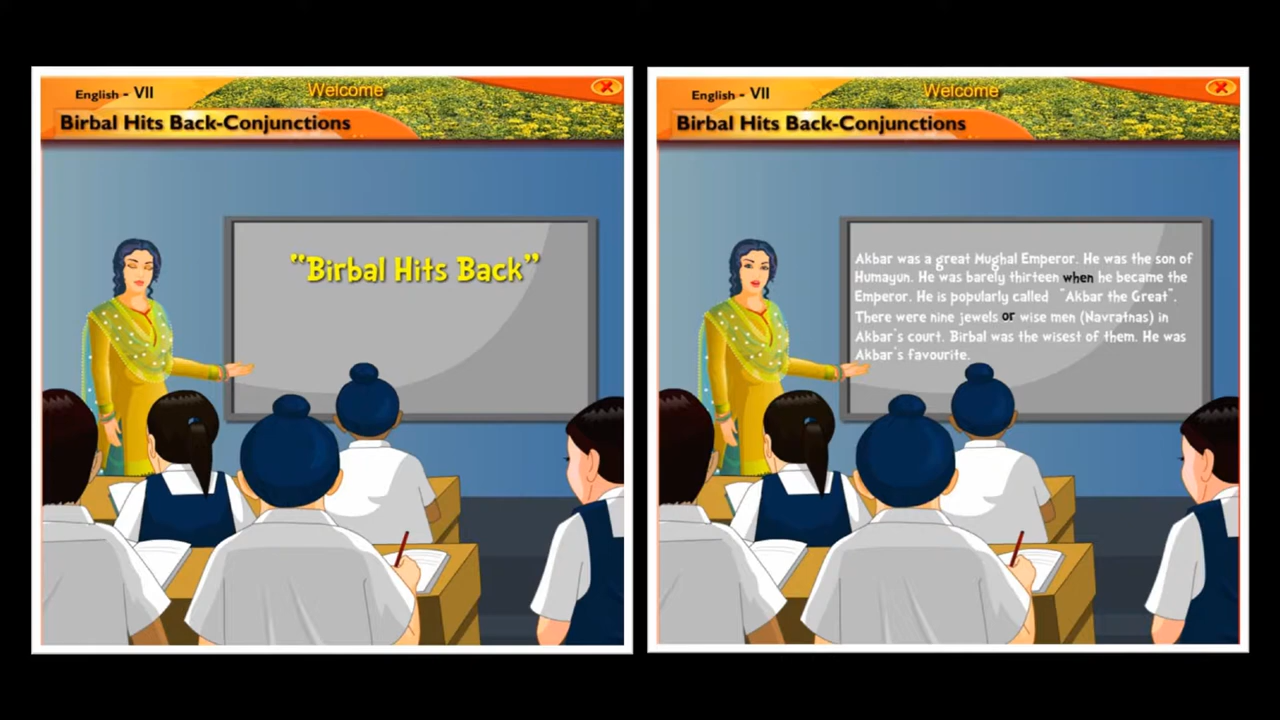 English - VII
Welcome
Birbal Hits Back-Conjunctions
"Birbal Hits Back"
English - VII
Welcome
Birbal Hits Back-Conjunctions
Akbar was a great Mughal Emperor. He was the son of
Humayun. He was barely thirteen when he became the
Emperor. He is popularly called "Akbar the Great".
There were nine jewels or wise men (Navratnas) in
Akbar's court. Birbal was the wisest of them. He was
Akbar's favourite.